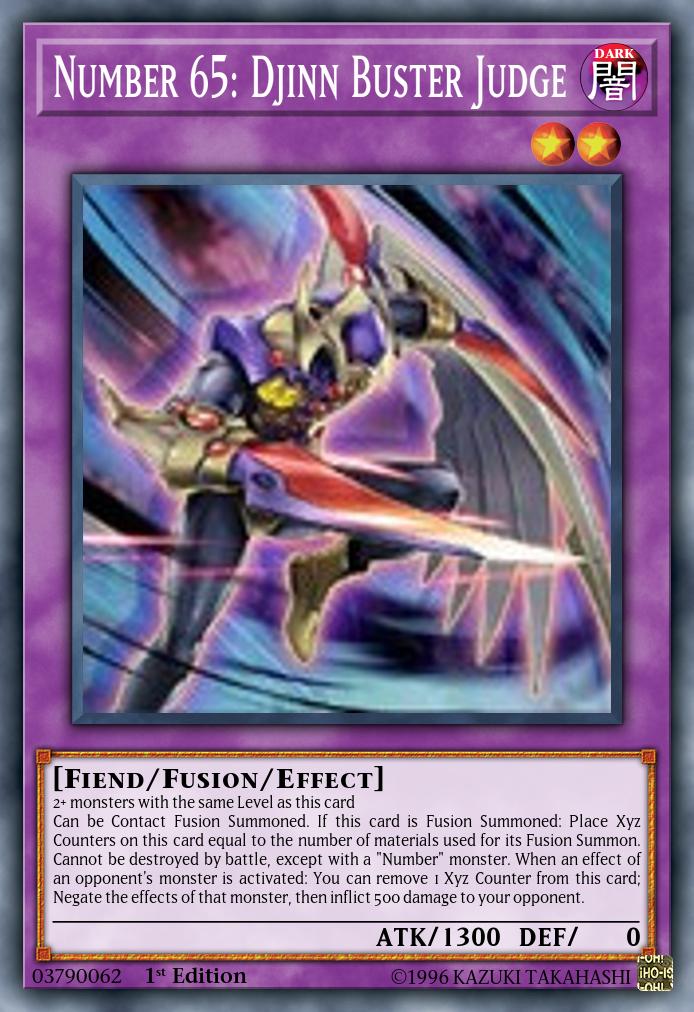 Number 65: Djinn Buster Judge
DARK
闇
[Fiend/Fusion/Effect]
2+ monsters with the same Level as this card
Can be Contact Fusion Summoned. If this card is Fusion Summoned: Place Xyz
Counters on this card equal to the number of materials used for its Fusion Summon.
Cannot be destroyed by battle, except with a "Number" monster. When an effect of
an opponent's monster is activated: You can remove 1 Xyz Counter from this card;
Negate the effects of that monster, then inflict 500 damage to your opponent.
ATK/1300 DEF/ 0
03790062 1st Edition ©1996 KAZUKI TAKAHASHI